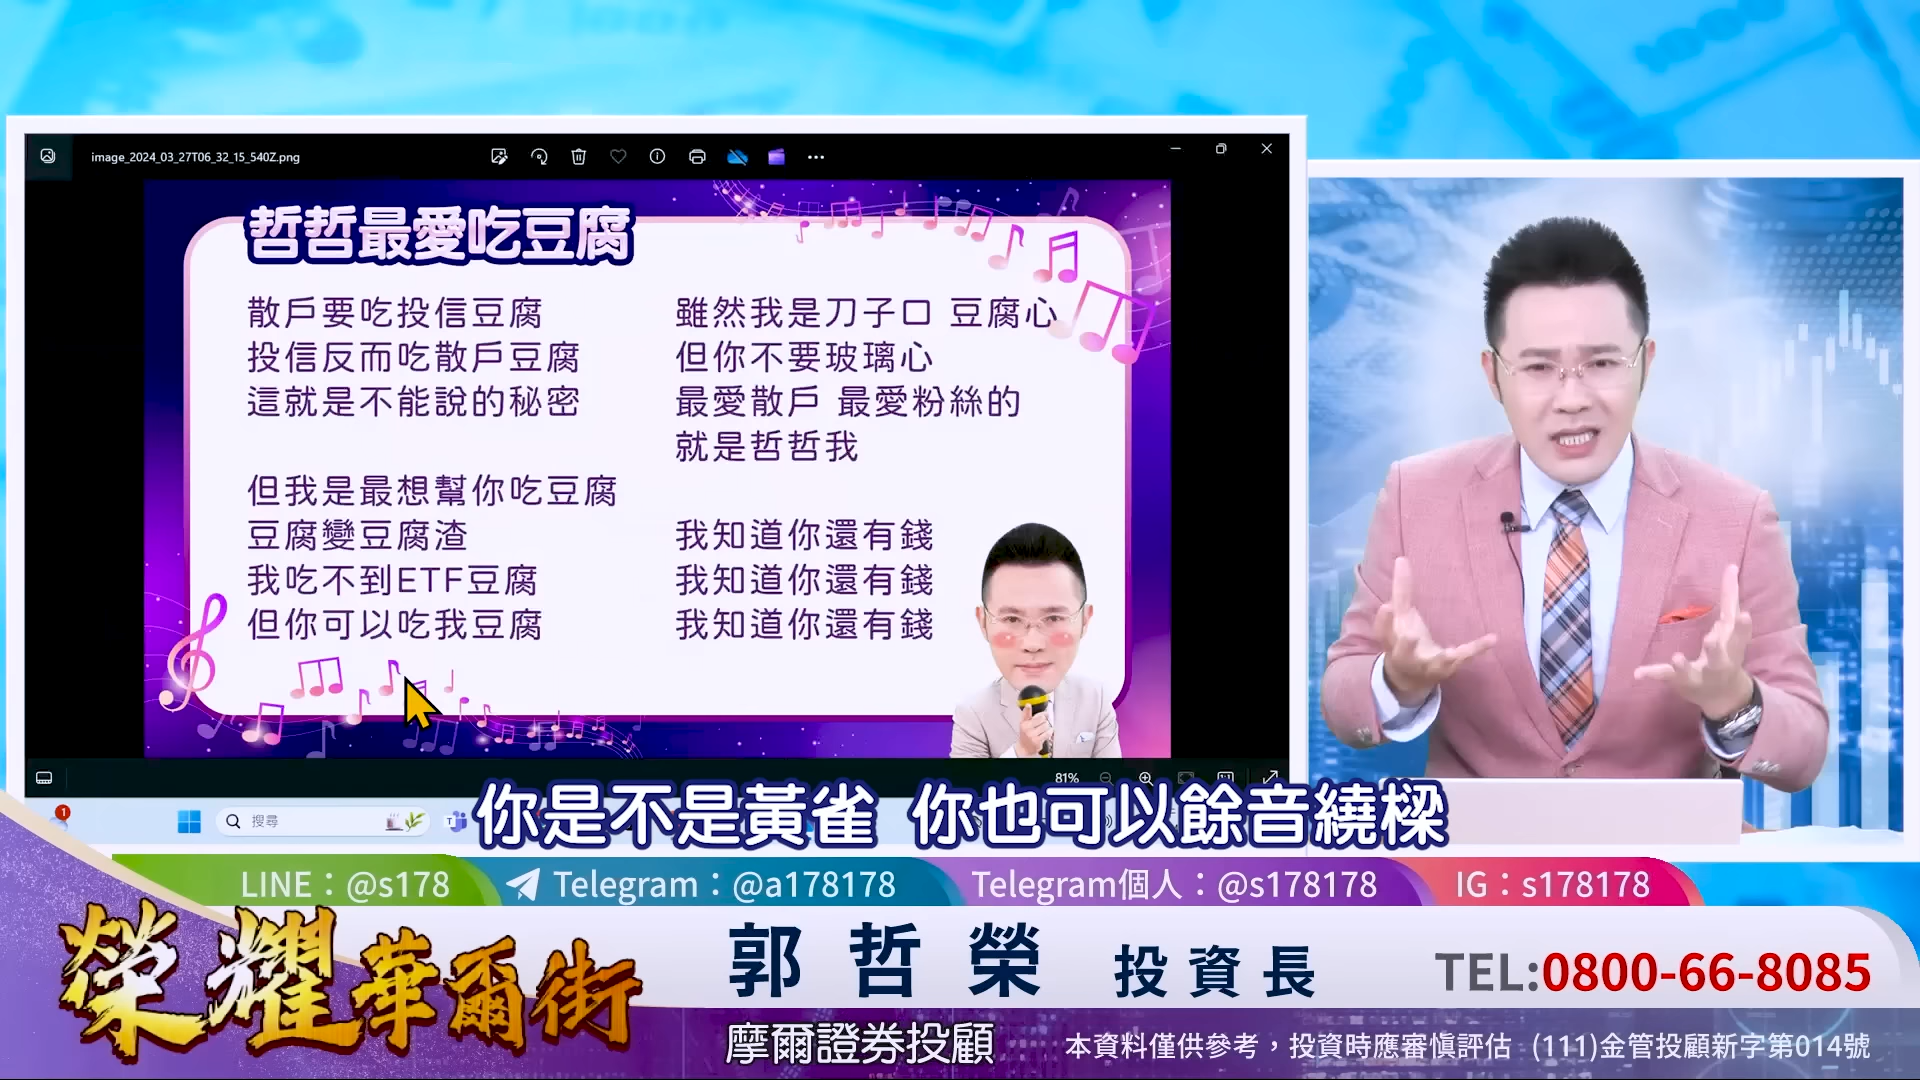 image_2024_03_27T06_32_15_540Z.png
哲哲最愛吃豆腐
散戶要吃投信豆腐
投信反而吃散戶豆腐
這就是不能說的秘密
但我是最想幫你吃豆腐
豆腐變豆腐渣
我吃不到ETF豆腐
但你可以吃我豆腐
雖然我是刀子口 豆腐心
但你不要玻璃心
最愛散戶 最愛粉絲的
就是哲哲我
我知道你還有錢
我知道你還有錢
我知道你還有錢
81%
1
搜尋
你是不是黃雀 你也可以餘音繞樑
LINE：@s178
Telegram：@a178178
Telegram個人：@s178178
IG：s178178
榮耀華爾街
郭哲榮 投資長
TEL:0800-66-8085
摩爾證券投顧
本資料僅供參考，投資時應審慎評估 (111)金管投顧新字第014號